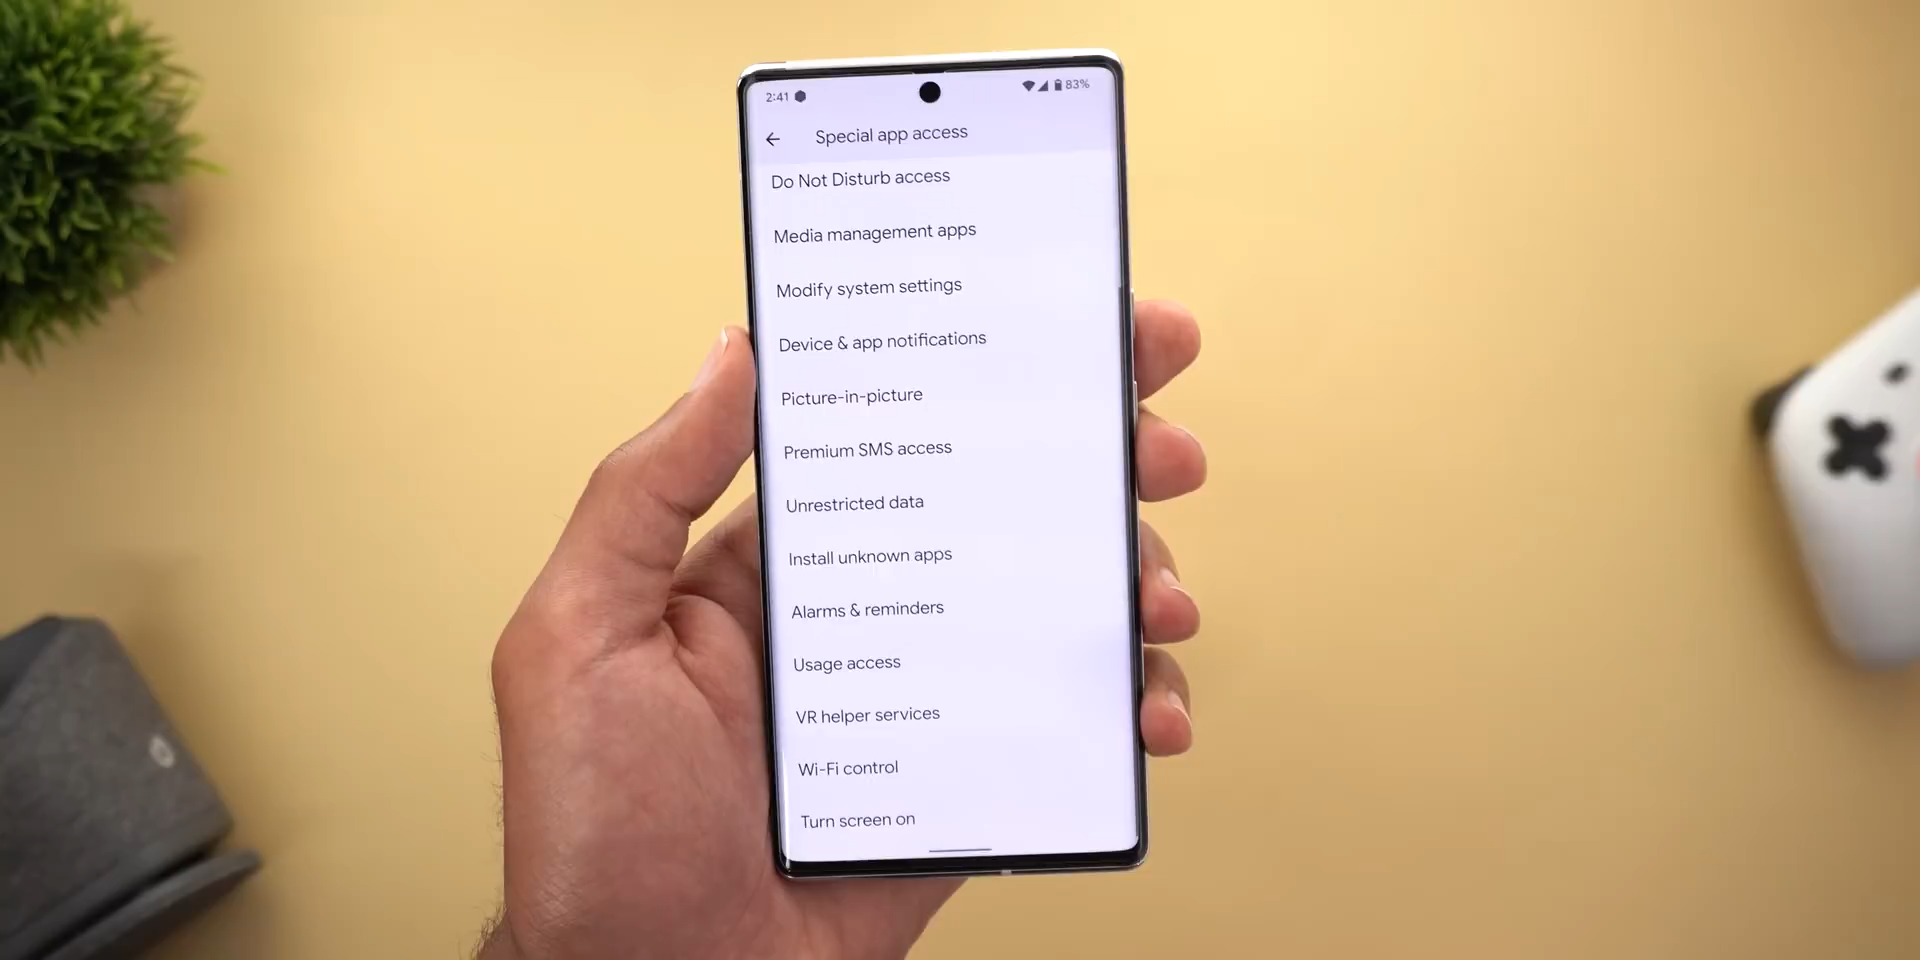 2:41 83%
Special app access
Do Not Disturb access
Media management apps
Modify system settings
Device & app notifications
Picture-in-picture
Premium SMS access
Unrestricted data
Install unknown apps
Alarms & reminders
Usage access
VR helper services
Wi-Fi control
Turn screen on